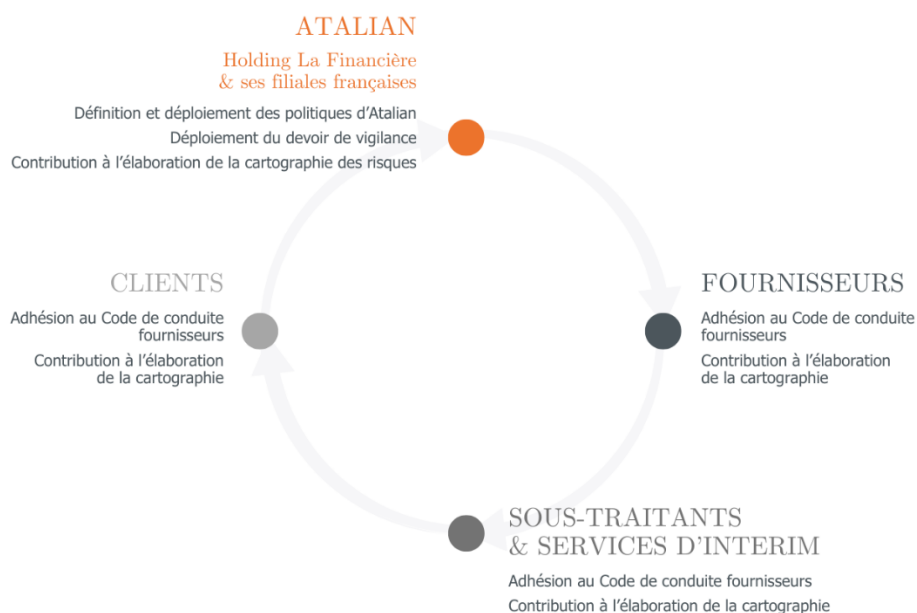 ATALIAN
Holding La Financière
& ses filiales françaises
Définition et déploiement des politiques d’Atalian
Déploiement du devoir de vigilance
Contribution à l’élaboration de la cartographie des risques
CLIENTS
Adhésion au Code de conduite
fournisseurs
Contribution à l’élaboration
de la cartographie
FOURNISSEURS
Adhésion au Code de conduite
fournisseurs
Contribution à l’élaboration
de la cartographie
SOUS-TRAITANTS
& SERVICES D’INTERIM
Adhésion au Code de conduite fournisseurs
Contribution à l’élaboration de la cartographie